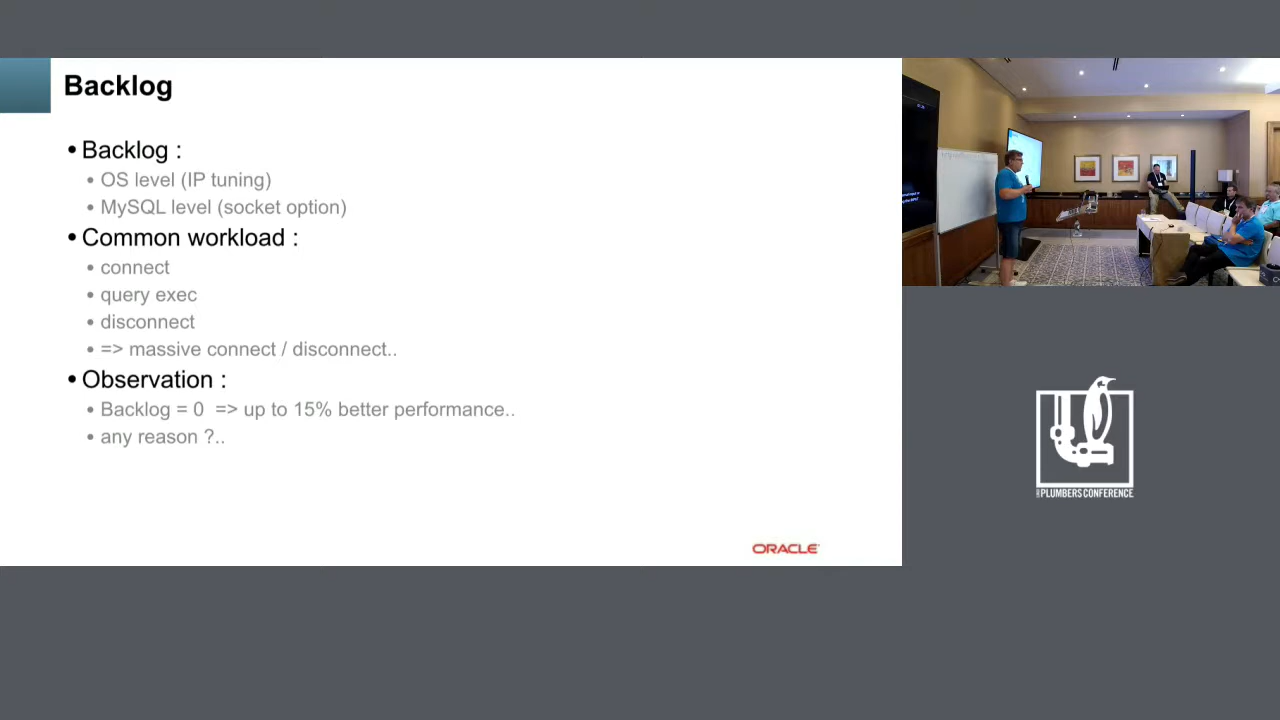 Backlog
• Backlog :
• OS level (IP tuning)
• MySQL level (socket option)
• Common workload :
• connect
• query exec
• disconnect
• => massive connect / disconnect..
• Observation :
• Backlog = 0 => up to 15% better performance..
• any reason ?..
ORACLE
PLUMBERS CONFERENCE